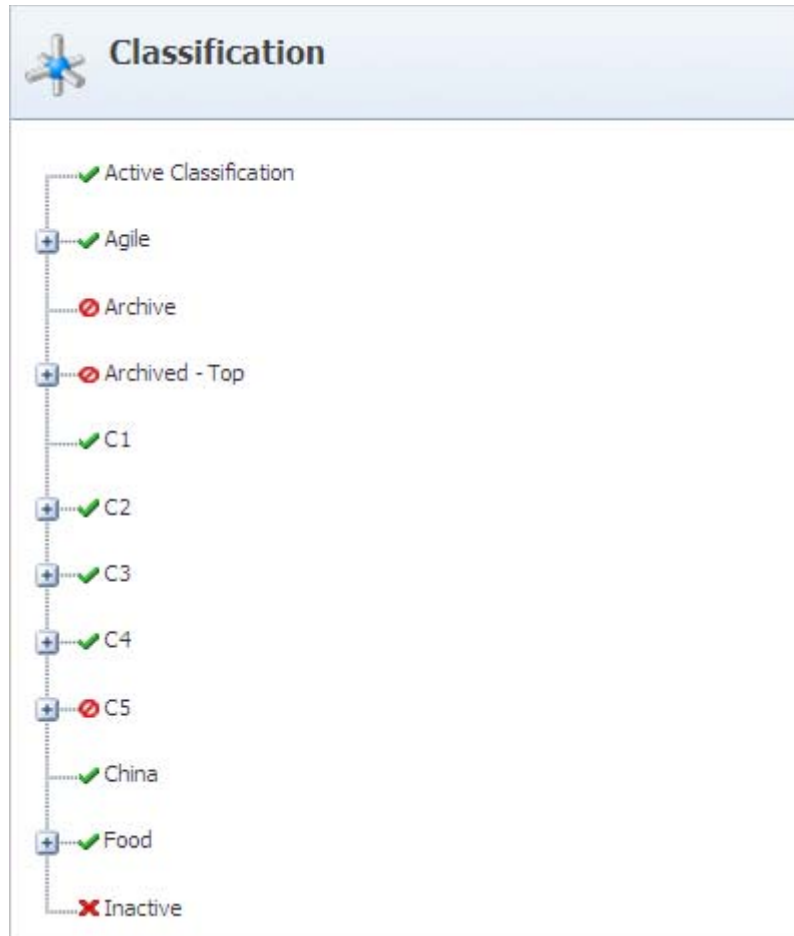 Classification
Active Classification
Agile
Archive
Archived - Top
C1
C2
C3
C4
C5
China
Food
Inactive